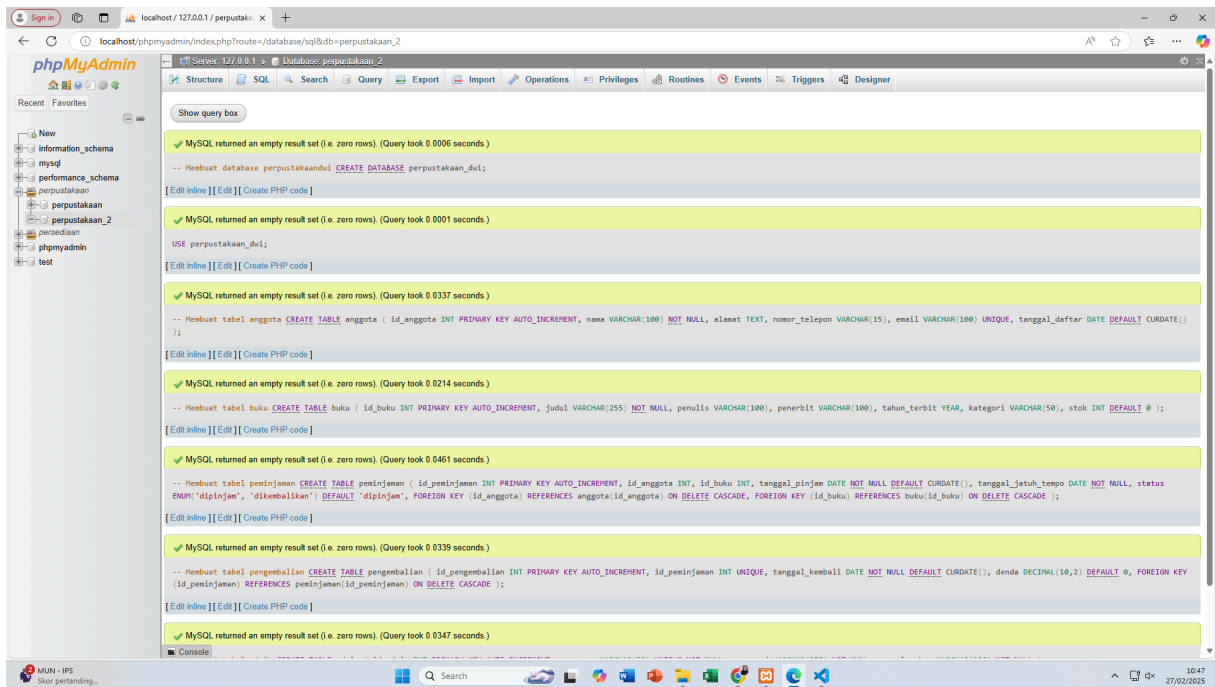 Sign in
localhost / 127.0.0.1 / perpustaka
localhost/phpmyadmin/index.php?route=/database/sql&db=perpustakaan_2
phpMyAdmin
Recent Favorites
New
information_schema
mysql
performance_schema
perpustakaan
perpustakaan
perpustakaan_2
persediaan
phpmyadmin
test
Server: 127.0.0.1 » Database: perpustakaan_2
Structure SQL Search Query Export Import Operations Privileges Routines Events Triggers Designer
Show query box
MySQL returned an empty result set (i.e. zero rows). (Query took 0.0006 seconds.)
-- Membuat database perpustakaandwi CREATE DATABASE perpustakaan_dwi;
[ Edit inline ] [ Edit ] [ Create PHP code ]
MySQL returned an empty result set (i.e. zero rows). (Query took 0.0001 seconds.)
USE perpustakaan_dwi;
[ Edit inline ] [ Edit ] [ Create PHP code ]
MySQL returned an empty result set (i.e. zero rows). (Query took 0.0337 seconds.)
-- Membuat tabel anggota CREATE TABLE anggota ( id_anggota INT PRIMARY KEY AUTO_INCREMENT, nama VARCHAR(100) NOT NULL, alamat TEXT, nomor_telepon VARCHAR(15), email VARCHAR(100) UNIQUE, tanggal_daftar DATE DEFAULT CURDATE()
);
[ Edit inline ] [ Edit ] [ Create PHP code ]
MySQL returned an empty result set (i.e. zero rows). (Query took 0.0214 seconds.)
-- Membuat tabel buku CREATE TABLE buku ( id_buku INT PRIMARY KEY AUTO_INCREMENT, judul VARCHAR(255) NOT NULL, penulis VARCHAR(100), penerbit VARCHAR(100), tahun_terbit YEAR, kategori VARCHAR(50), stok INT DEFAULT 0 );
[ Edit inline ] [ Edit ] [ Create PHP code ]
MySQL returned an empty result set (i.e. zero rows). (Query took 0.0461 seconds.)
-- Membuat tabel peminjaman CREATE TABLE peminjaman ( id_peminjaman INT PRIMARY KEY AUTO_INCREMENT, id_anggota INT, id_buku INT, tanggal_pinjam DATE NOT NULL DEFAULT CURDATE(), tanggal_jatuh_tempo DATE NOT NULL, status
ENUM('dipinjam', 'dikembalikan') DEFAULT 'dipinjam', FOREIGN KEY (id_anggota) REFERENCES anggota(id_anggota) ON DELETE CASCADE, FOREIGN KEY (id_buku) REFERENCES buku(id_buku) ON DELETE CASCADE );
[ Edit inline ] [ Edit ] [ Create PHP code ]
MySQL returned an empty result set (i.e. zero rows). (Query took 0.0339 seconds.)
-- Membuat tabel pengembalian CREATE TABLE pengembalian ( id_pengembalian INT PRIMARY KEY AUTO_INCREMENT, id_peminjaman INT UNIQUE, tanggal_kembali DATE NOT NULL DEFAULT CURDATE(), denda DECIMAL(10,2) DEFAULT 0, FOREIGN KEY
(id_peminjaman) REFERENCES peminjaman(id_peminjaman) ON DELETE CASCADE );
[ Edit inline ] [ Edit ] [ Create PHP code ]
MySQL returned an empty result set (i.e. zero rows). (Query took 0.0347 seconds.)
Console
2
MUN - IPS
Skor pertanding...
Search
10:47
27/02/2025